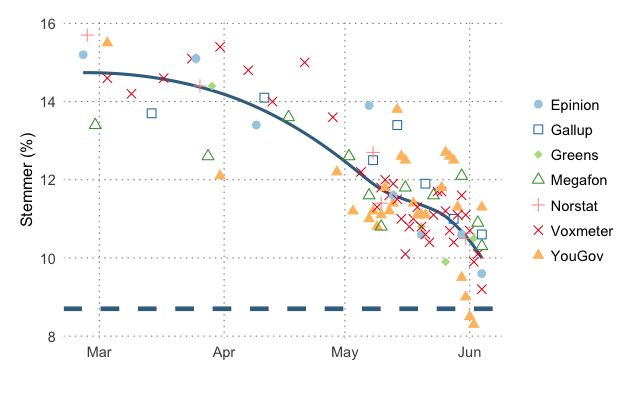 16
14
12
10
8
Stemmer (%)
Mar
Apr
May
Jun
Epinion
Gallup
Greens
Megafon
Norstat
Voxmeter
YouGov